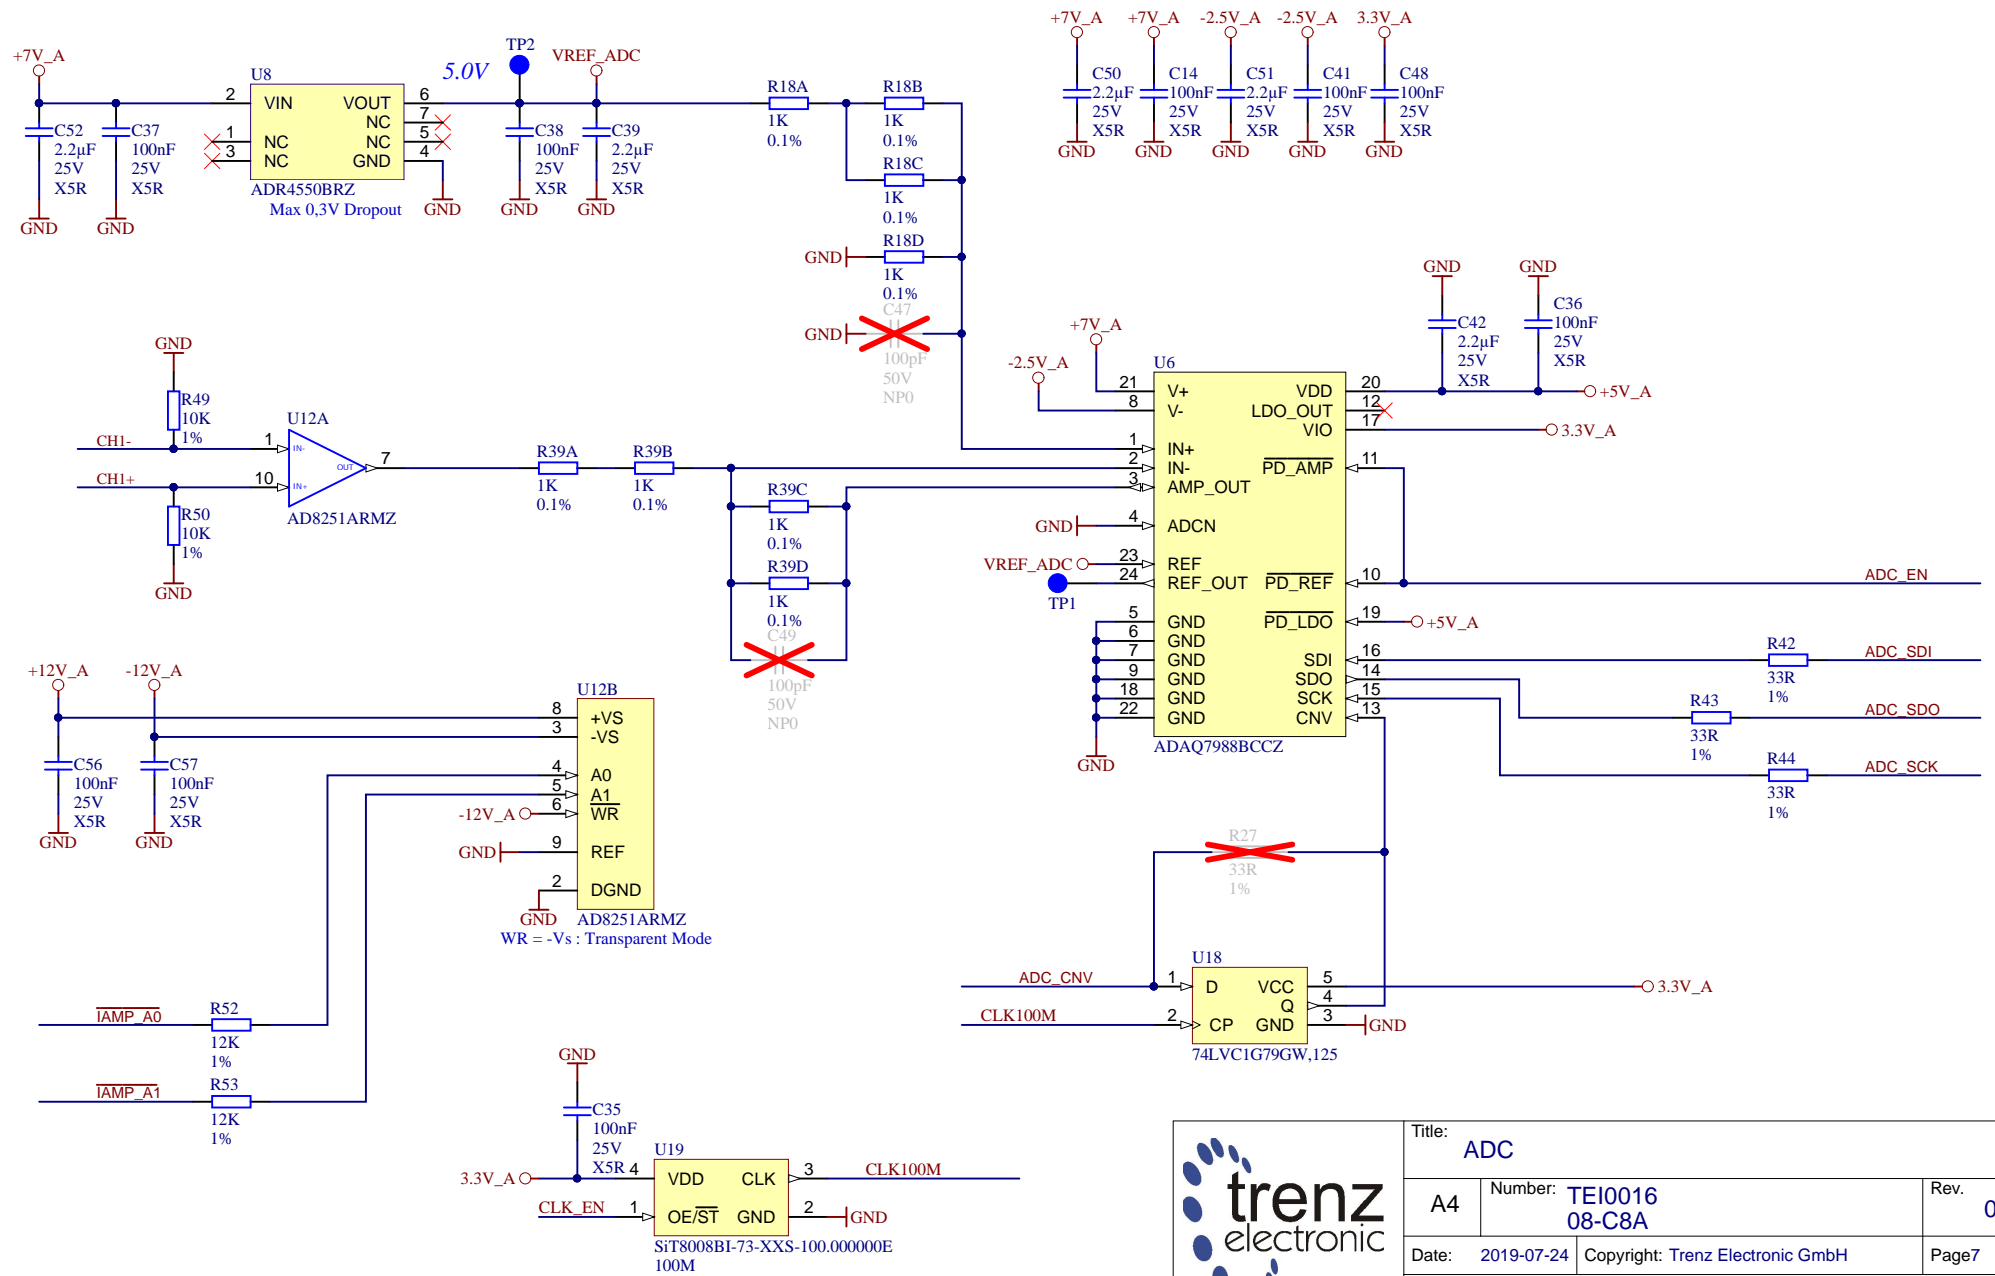 +7V_A
U8
2 VIN VOUT 6
NC 7
1 NC NC 5
3 NC GND 4
ADR4550BRZ
Max 0,3V Dropout
C52
2.2µF
25V
X5R
GND
C37
100nF
25V
X5R
GND
GND
5.0V
TP2
VREF_ADC
C38
100nF
25V
X5R
GND
C39
2.2µF
25V
X5R
GND
R18A
1K
0.1%
R18B
1K
0.1%
R18C
1K
0.1%
GND
R18D
1K
0.1%
GND
C47
100pF
50V
NP0
+7V_A
C50
2.2µF
25V
X5R
GND
+7V_A
C14
100nF
25V
X5R
GND
-2.5V_A
C51
2.2µF
25V
X5R
GND
-2.5V_A
C41
100nF
25V
X5R
GND
3.3V_A
C48
100nF
25V
X5R
GND
GND
R49
10K
1%
CH1-
CH1+
R50
10K
1%
GND
U12A
1 IN-
10 IN+
OUT 7
AD8251ARMZ
R39A
1K
0.1%
R39B
1K
0.1%
R39C
1K
0.1%
R39D
1K
0.1%
C49
100pF
50V
NP0
GND
C42
2.2µF
25V
X5R
GND
C36
100nF
25V
X5R
+7V_A
-2.5V_A
U6
21 V+ VDD 20
+5V_A
8 V- LDO_OUT 12
VIO 17
3.3V_A
1 IN+
2 IN- PD_AMP 11
3 AMP_OUT
GND
4 ADCN
VREF_ADC
23 REF
TP1
24 REF_OUT PD_REF 10
ADC_EN
5 GND PD_LDO 19
+5V_A
6 GND
7 GND SDI 16
9 GND SDO 14
18 GND SCK 15
22 GND CNV 13
GND
ADAQ7988BCCZ
R42
33R
1%
ADC_SDI
R43
33R
1%
ADC_SDO
R44
33R
1%
ADC_SCK
+12V_A
-12V_A
C56
100nF
25V
X5R
GND
C57
100nF
25V
X5R
GND
U12B
8 +VS
3 -VS
4 A0
5 A1
-12V_A
6 WR
GND
9 REF
2 DGND
GND
AD8251ARMZ
WR = -Vs : Transparent Mode
IAMP_A0
R52
12K
1%
IAMP_A1
R53
12K
1%
R27
33R
1%
U18
ADC_CNV
1 D VCC 5
3.3V_A
Q 4
CLK100M
2 CP GND 3
GND
74LVC1G79GW,125
GND
C35
100nF
25V
X5R
U19
3.3V_A
4 VDD CLK 3
CLK100M
CLK_EN
1 OE/ST GND 2
GND
SiT8008BI-73-XXS-100.000000E
100M
trenz
electronic
Title:
ADC
A4
Number: TEI0016
08-C8A
Rev.
0
Date: 2019-07-24
Copyright: Trenz Electronic GmbH
Page7